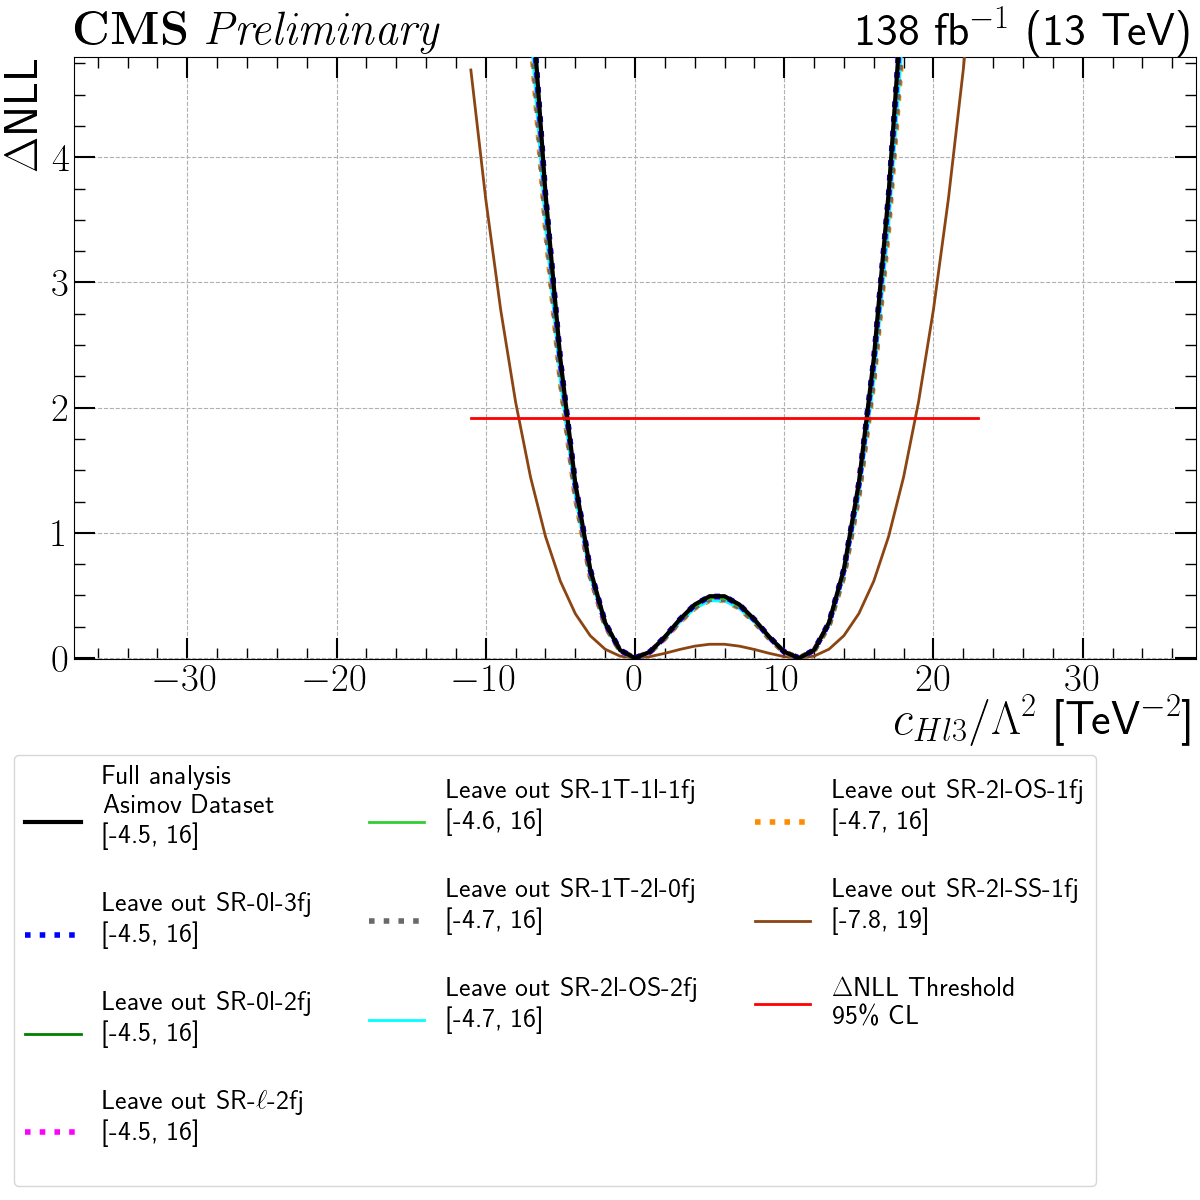 CMS Preliminary 138 fb⁻¹ (13 TeV)
ΔNLL
4
3
2
1
0
−30 −20 −10 0 10 20 30
c_{Hl3}/Λ² [TeV⁻²]
Full analysis
Asimov Dataset
[-4.5, 16]
Leave out SR-0l-3fj
[-4.5, 16]
Leave out SR-0l-2fj
[-4.5, 16]
Leave out SR-ℓ-2fj
[-4.5, 16]
Leave out SR-1T-1l-1fj
[-4.6, 16]
Leave out SR-1T-2l-0fj
[-4.7, 16]
Leave out SR-2l-OS-2fj
[-4.7, 16]
Leave out SR-2l-OS-1fj
[-4.7, 16]
Leave out SR-2l-SS-1fj
[-7.8, 19]
ΔNLL Threshold
95% CL